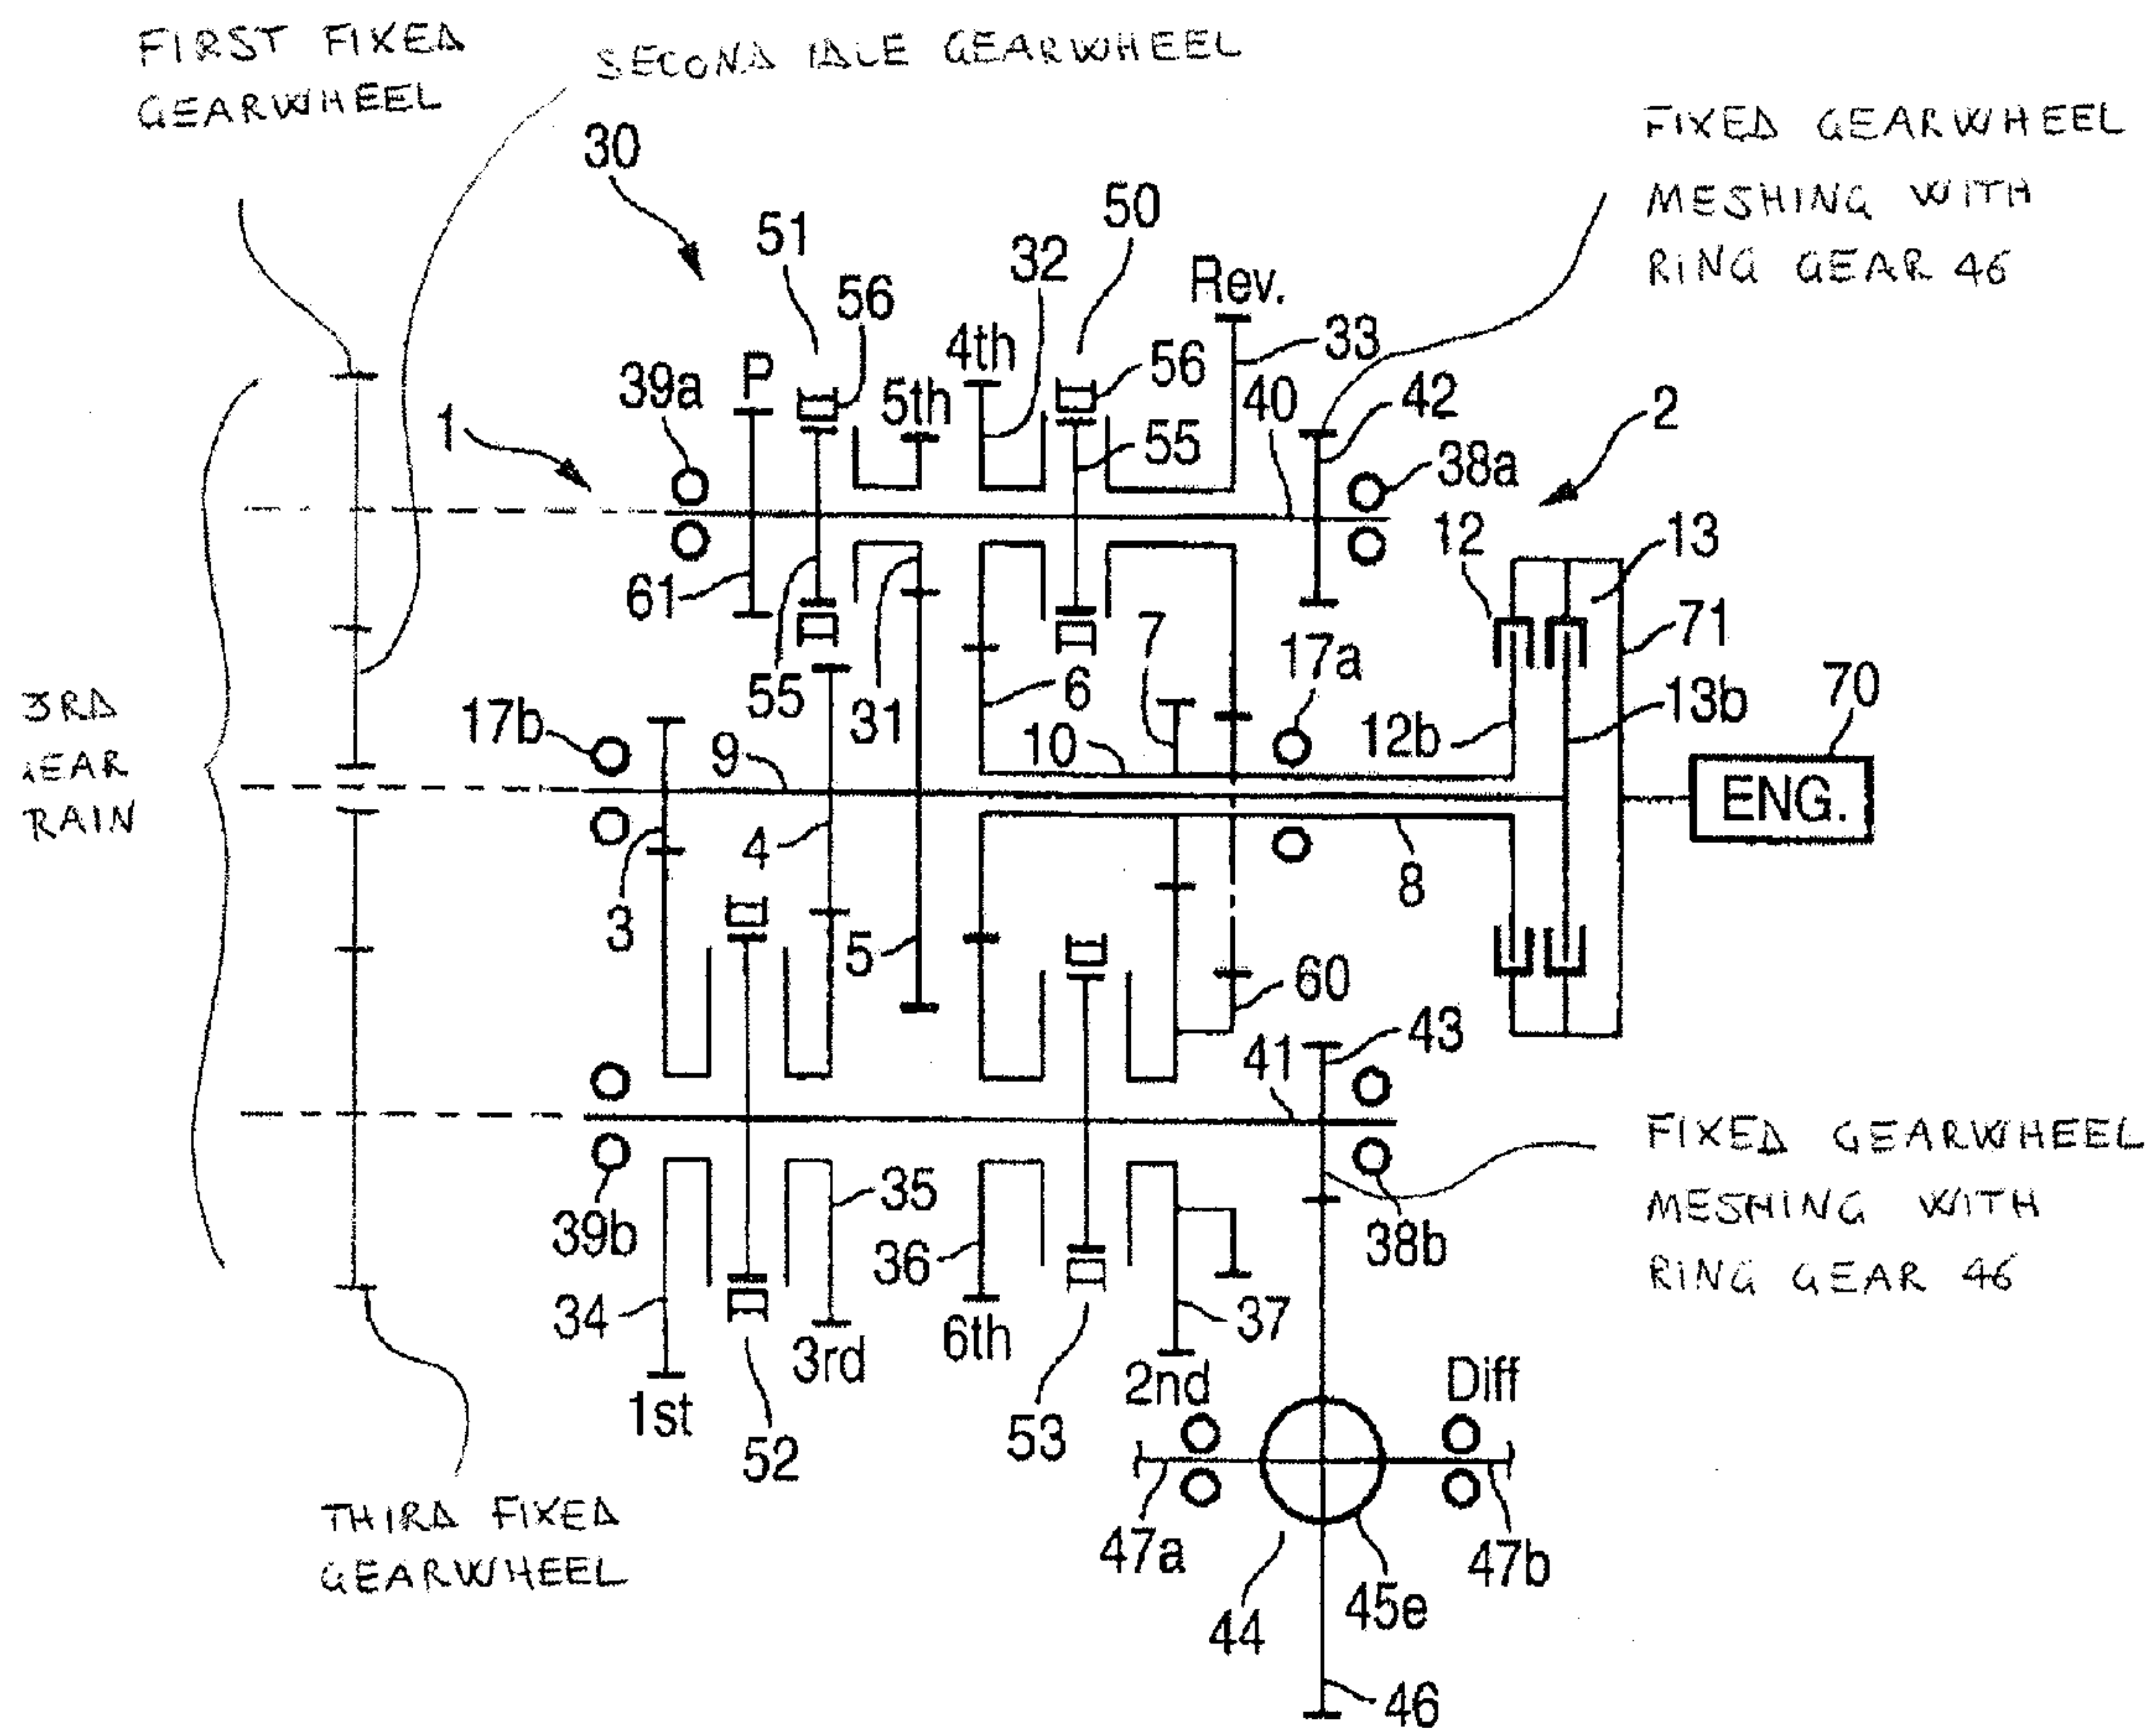 FIRST FIXED
GEARWHEEL
SECOND IDLE GEARWHEEL
FIXED GEARWHEEL
MESHING WITH
RING GEAR 46
30
51
50
32
56
Rev.
4th
33
39a
P
5th
56
40
42
2
1
55
38a
12
13
61
7
17a
71
55
31
6
70
3RD
GEAR
RAIN
17b
9
10
12b
13b
ENG.
4
8
3
5
60
43
41
FIXED GEARWHEEL
MESHING WITH
RING GEAR 46
39b
35
36
38b
34
3rd
6th
37
1st
2nd
Diff
52
53
THIRD FIXED
GEARWHEEL
47a
47b
44
45e
46